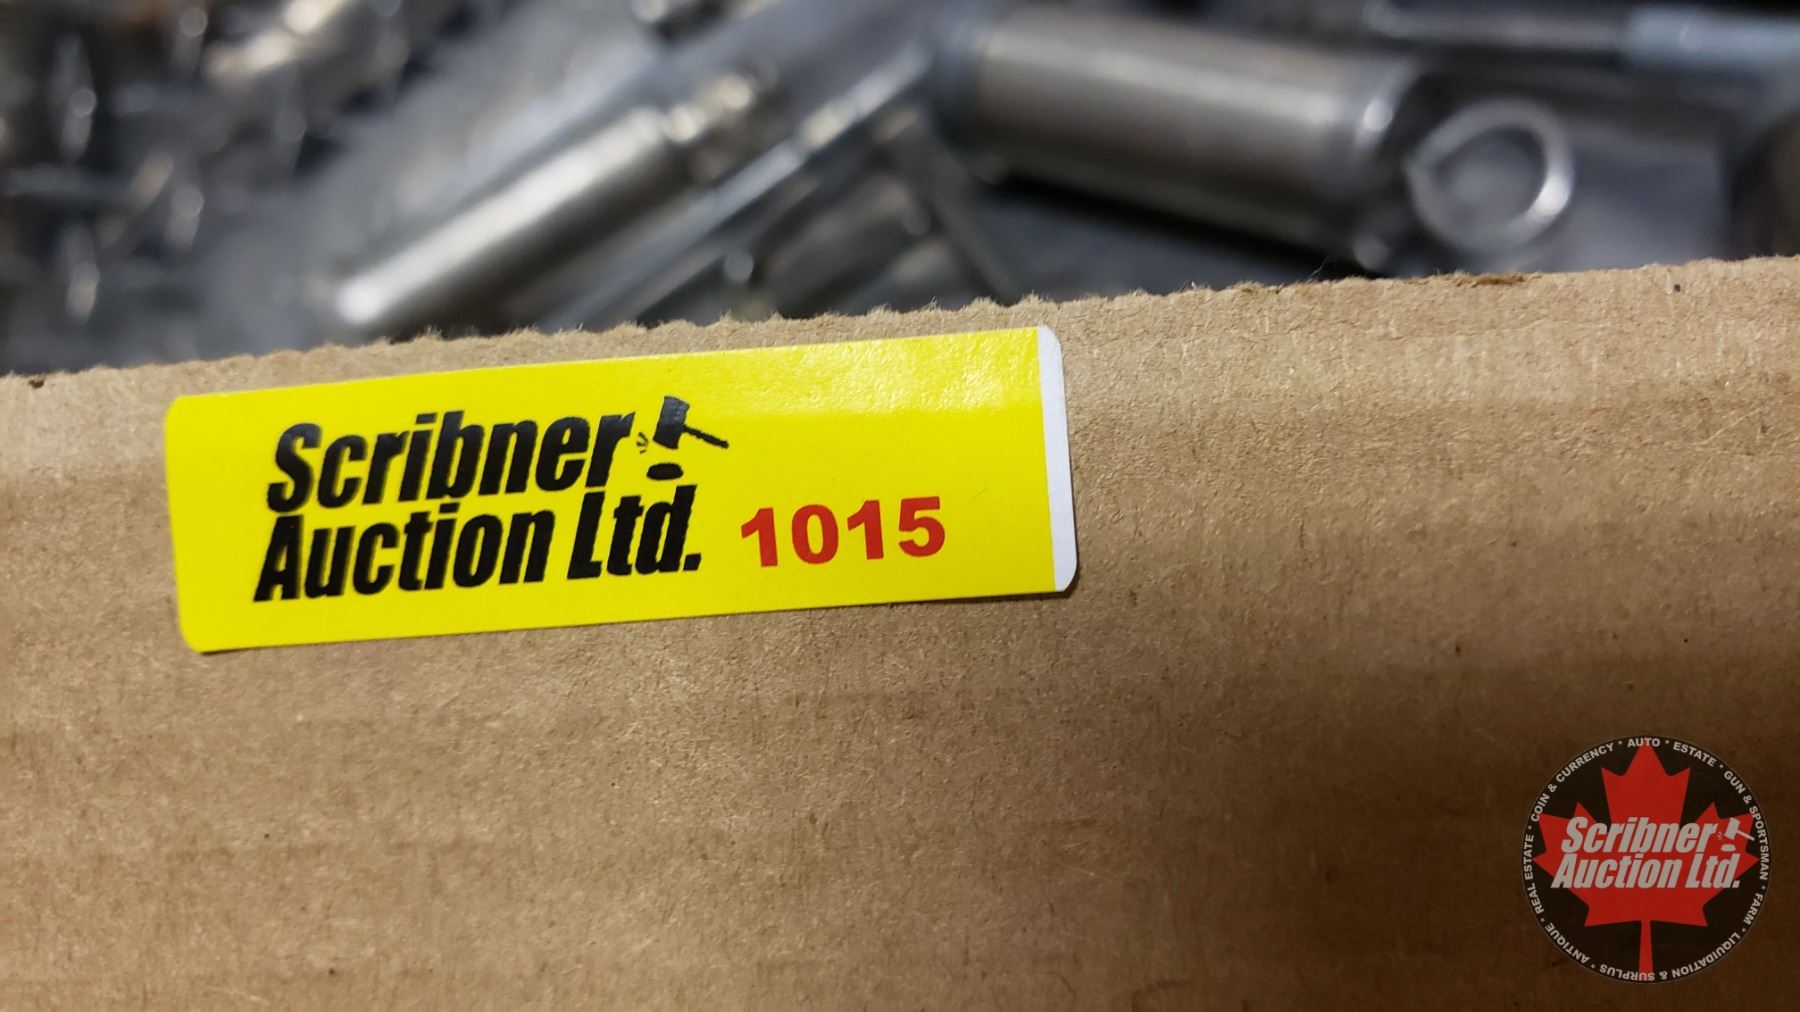 Scribner
Auction Ltd. 1015
COIN & CURRENCY * AUTO * ESTATE * GUN & SPORTSMAN * FARM * LIQUIDATION & SURPLUS * ANTIQUE * REAL ESTATE *
Scribner
Auction Ltd.